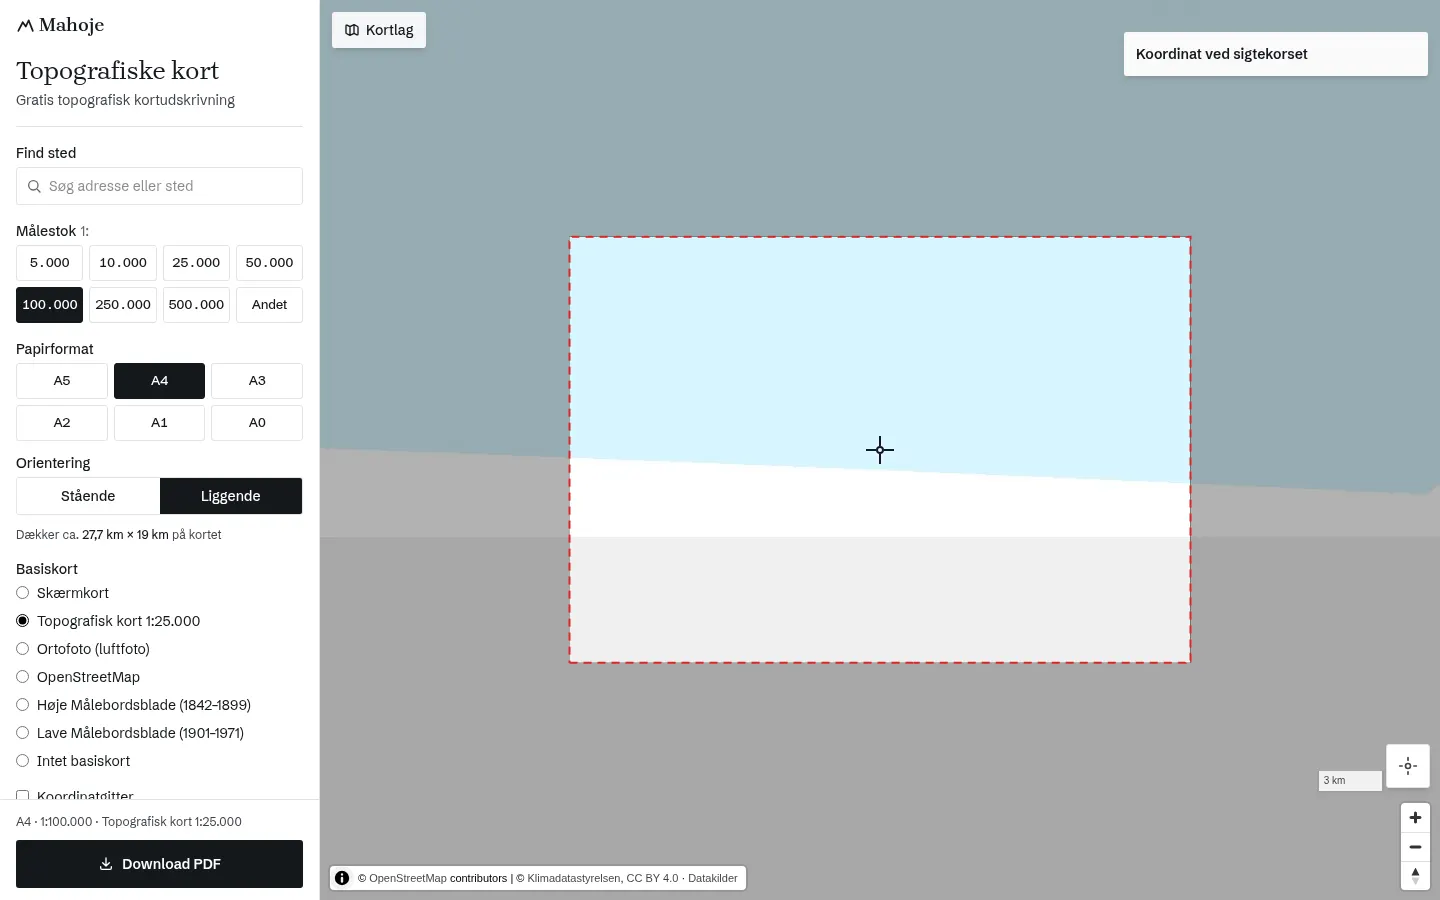 Mahoje
Topografiske kort
Gratis topografisk kortudskrivning
Find sted
Søg adresse eller sted
Målestok 1:
5.000 10.000 25.000 50.000
100.000 250.000 500.000 Andet
Papirformat
A5 A4 A3
A2 A1 A0
Orientering
Stående Liggende
Dækker ca. 27,7 km × 19 km på kortet
Basiskort
Skærmkort
Topografisk kort 1:25.000
Ortofoto (luftfoto)
OpenStreetMap
Høje Målebordsblade (1842–1899)
Lave Målebordsblade (1901–1971)
Intet basiskort
Koordinatgitter
A4 · 1:100.000 · Topografisk kort 1:25.000
Download PDF
Kortlag
Koordinat ved sigtekorset
3 km
© OpenStreetMap contributors | © Klimadatastyrelsen, CC BY 4.0 · Datakilder